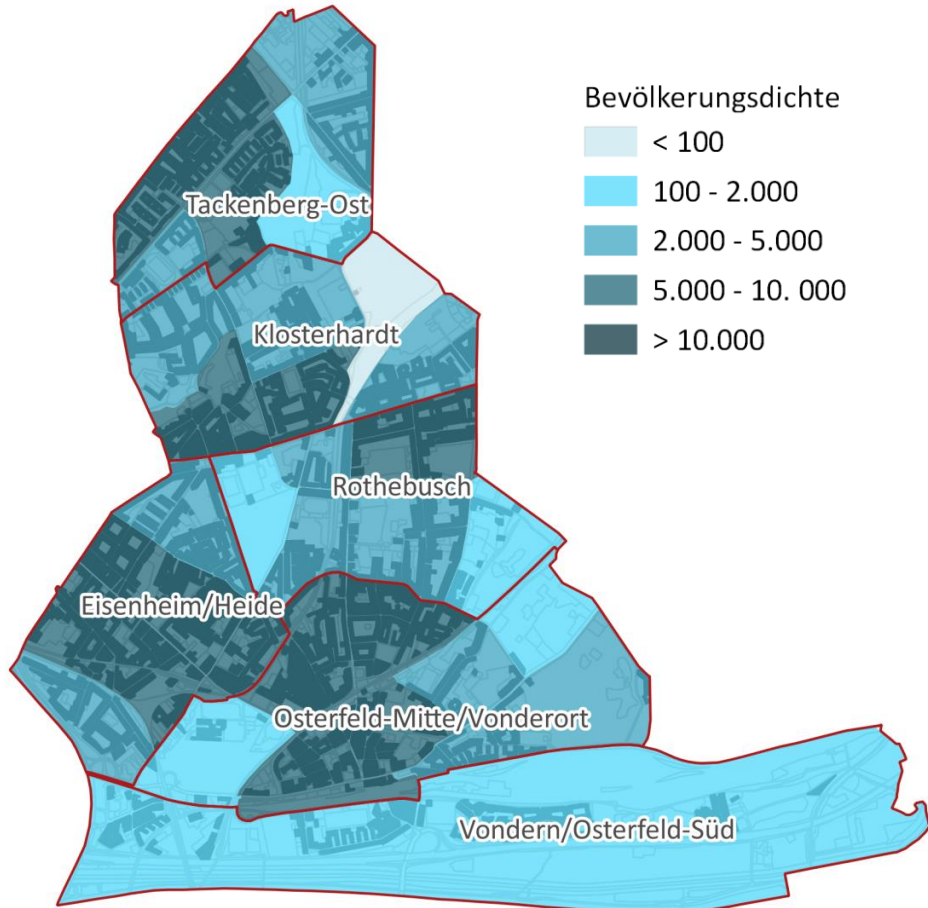 Bevölkerungsdichte
< 100
100 - 2.000
2.000 - 5.000
5.000 - 10. 000
> 10.000
Tackenberg-Ost
Klosterhardt
Rothebusch
Eisenheim/Heide
Osterfeld-Mitte/Vonderort
Vondern/Osterfeld-Süd